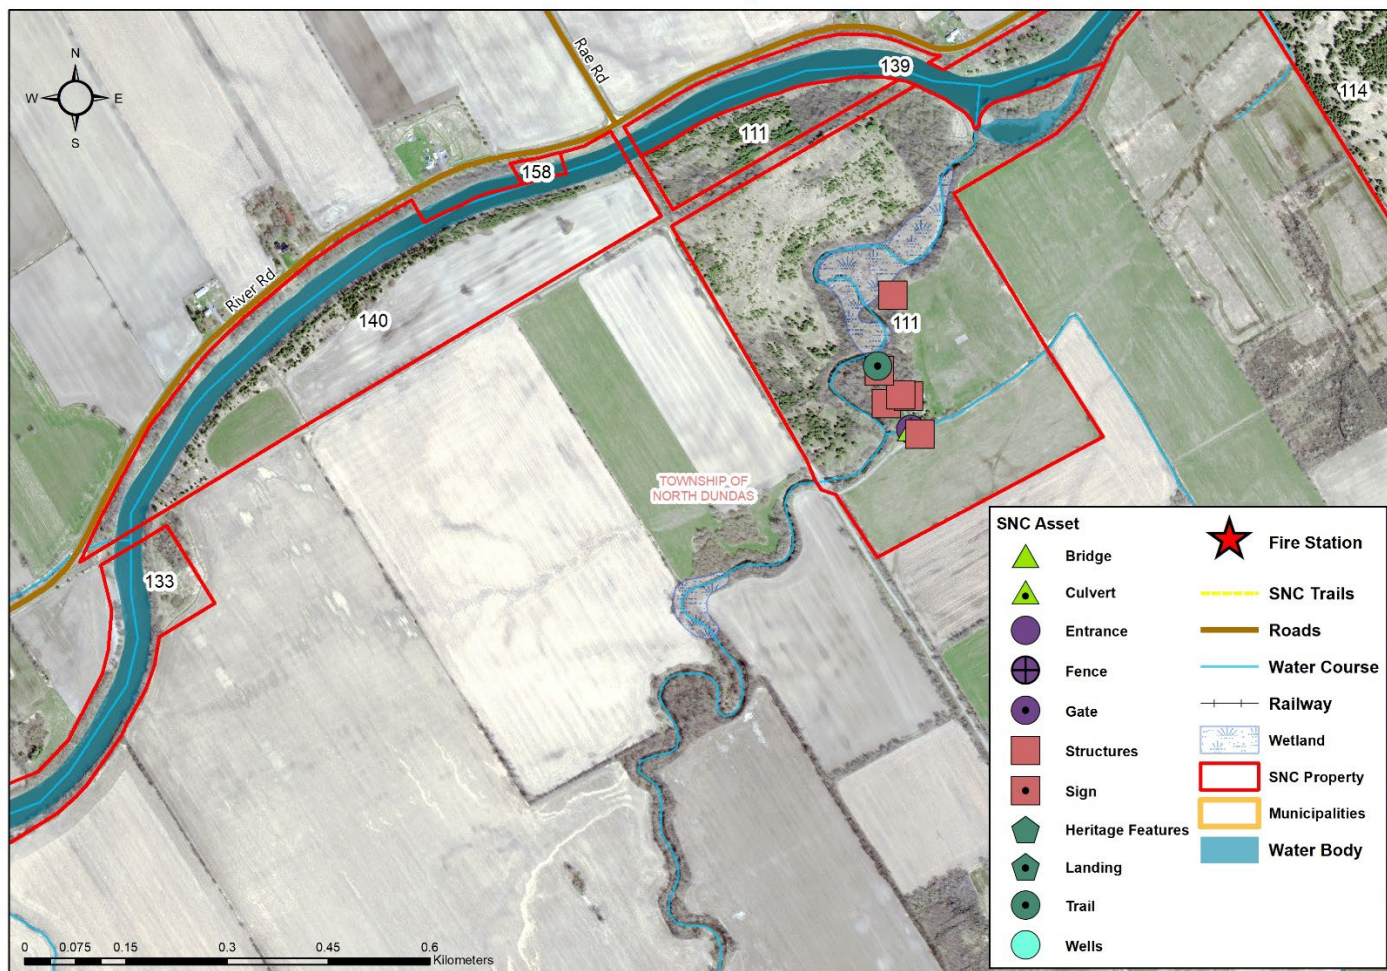 N
W E
S
Rae Rd
139
114
111
158
River Rd
140
111
TOWNSHIP OF
NORTH DUNDAS
133
SNC Asset
Bridge
Culvert
Entrance
Fence
Gate
Structures
Sign
Heritage Features
Landing
Trail
Wells
Fire Station
SNC Trails
Roads
Water Course
Railway
Wetland
SNC Property
Municipalities
Water Body
0 0.075 0.15 0.3 0.45 0.6
Kilometers